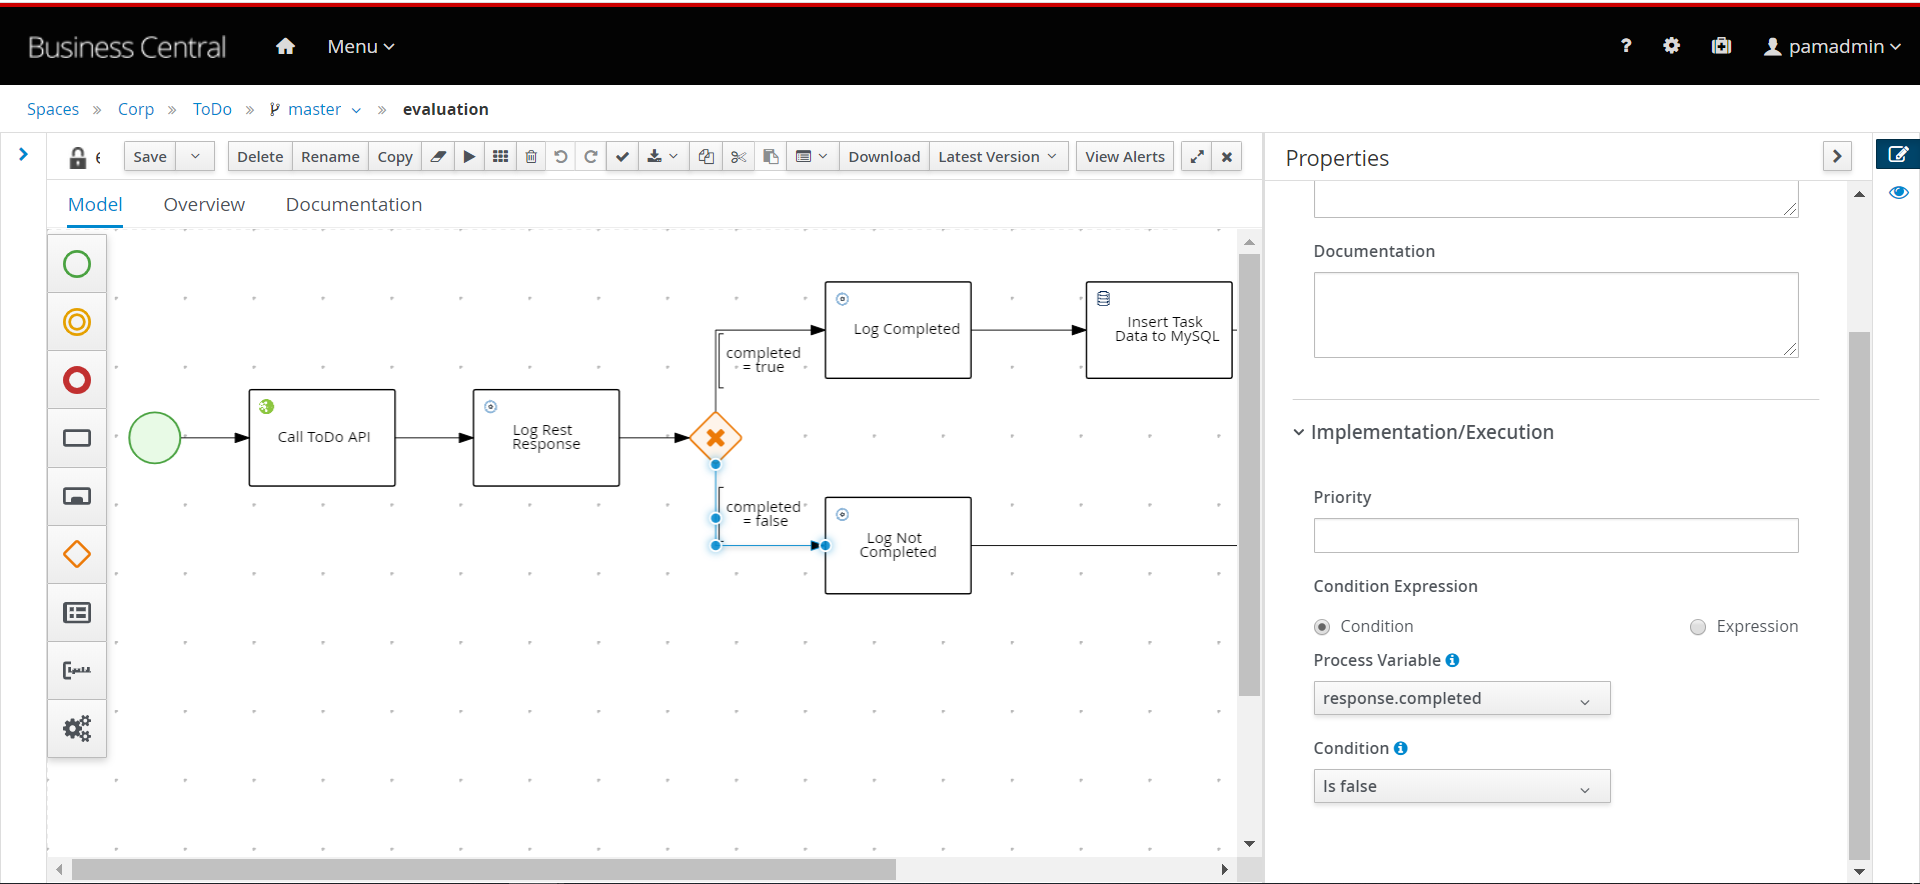 Business Central
Menu
?
pamadmin
Spaces » Corp » ToDo » master » evaluation
Save
Delete
Rename
Copy
Download
Latest Version
View Alerts
Properties
Model
Overview
Documentation
Documentation
Log Completed
Insert Task
Data to MySQL
completed
= true
Call ToDo API
Log Rest
Response
completed
= false
Log Not
Completed
Implementation/Execution
Priority
Condition Expression
Condition
Expression
Process Variable
response.completed
Condition
Is false